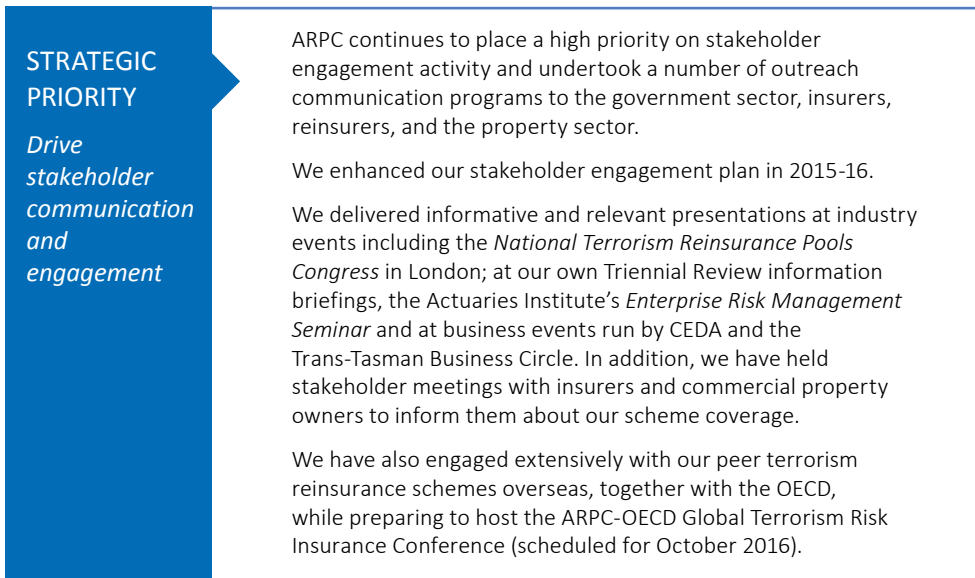 STRATEGIC
PRIORITY
Drive
stakeholder
communication
and
engagement
ARPC continues to place a high priority on stakeholder
engagement activity and undertook a number of outreach
communication programs to the government sector, insurers,
reinsurers, and the property sector.
We enhanced our stakeholder engagement plan in 2015-16.
We delivered informative and relevant presentations at industry
events including the National Terrorism Reinsurance Pools
Congress in London; at our own Triennial Review information
briefings, the Actuaries Institute’s Enterprise Risk Management
Seminar and at business events run by CEDA and the
Trans-Tasman Business Circle. In addition, we have held
stakeholder meetings with insurers and commercial property
owners to inform them about our scheme coverage.
We have also engaged extensively with our peer terrorism
reinsurance schemes overseas, together with the OECD,
while preparing to host the ARPC-OECD Global Terrorism Risk
Insurance Conference (scheduled for October 2016).